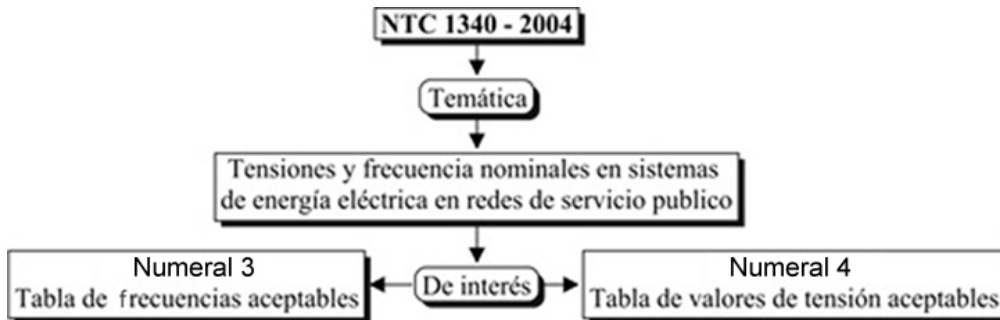 NTC 1340 - 2004
Temática
Tensiones y frecuencia nominales en sistemas
de energía eléctrica en redes de servicio publico
Numeral 3
Tabla de frecuencias aceptables
De interés
Numeral 4
Tabla de valores de tensión aceptables